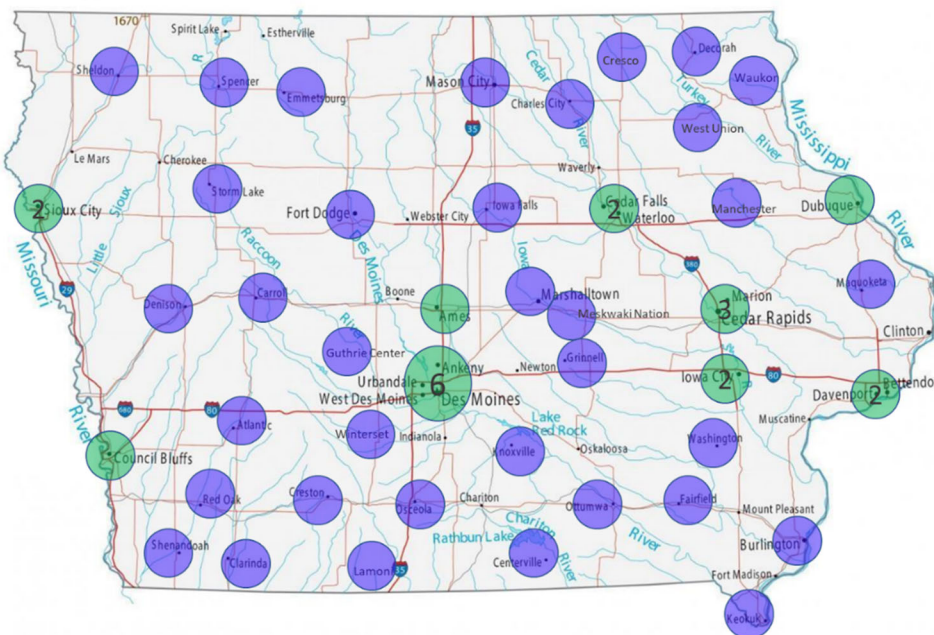 1670
Spirit Lake
Estherville
R
Decorah
Cresco
Cedar
Sheldon
Spencer
Emmetsburg
Mason City
Charles City
Waukon
Turkey
River
West Union
River
Mississippi
35
Le Mars
Cherokee
Waverly
Storm Lake
Sioux
2
Sioux City
Fort Dodge
Webster City
Iowa Falls
2
Cedar Falls
Waterloo
Manchester
Dubuque
River
Little
Raccoon
Des Moines
Iowa
380
Missouri
29
Denison
Carroll
Boone
Ames
Marshalltown
Meskwaki Nation
3
Marion
Cedar Rapids
Maquoketa
Clinton
River
Guthrie Center
Ankeny
Newton
Grinnell
Urbandale
6
West Des Moines
Des Moines
2
Iowa City
R
80
Bettendorf
Davenport
2
River
680
80
Atlantic
Winterset
Indianola
Lake
Red Rock
Knoxville
Oskaloosa
Washington
Muscatine
Council Bluffs
Red Oak
Creston
Osceola
Chariton
Ottumwa
Fairfield
Mount Pleasant
Chariton
River
Rathbun Lake
Shenandoah
Clarinda
Lamoni
35
Centerville
River
Burlington
Fort Madison
Keokuk